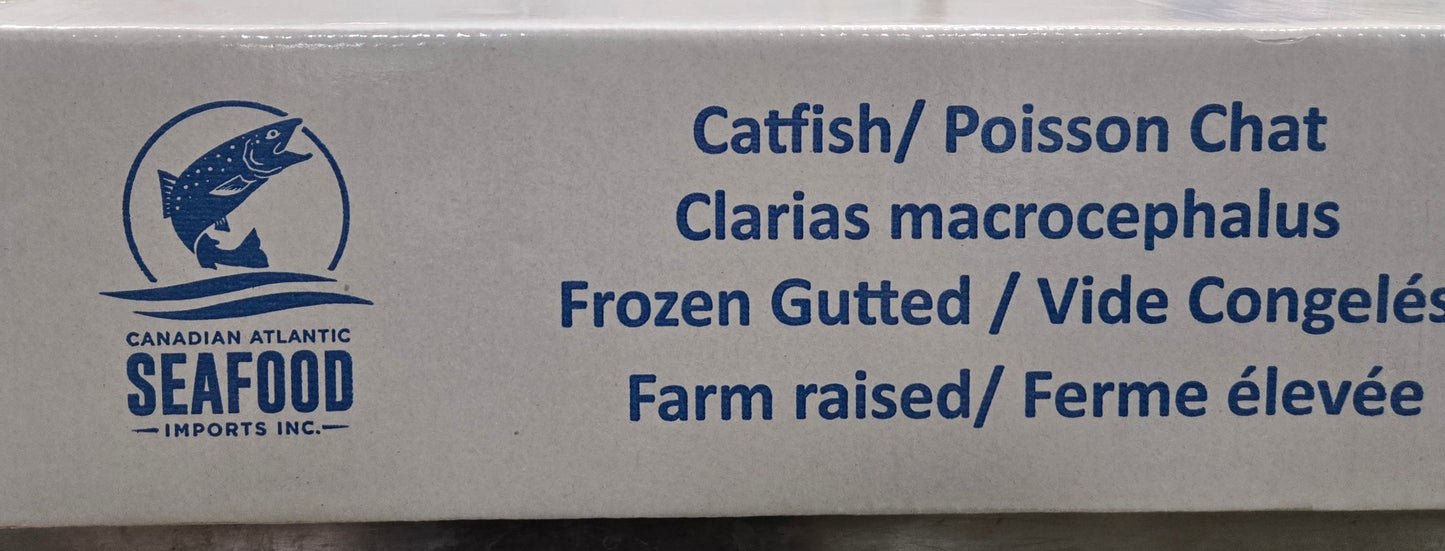 CANADIAN ATLANTIC
SEAFOOD
IMPORTS INC.
Catfish/ Poisson Chat
Clarias macrocephalus
Frozen Gutted / Vide Congelés
Farm raised/ Ferme élevée